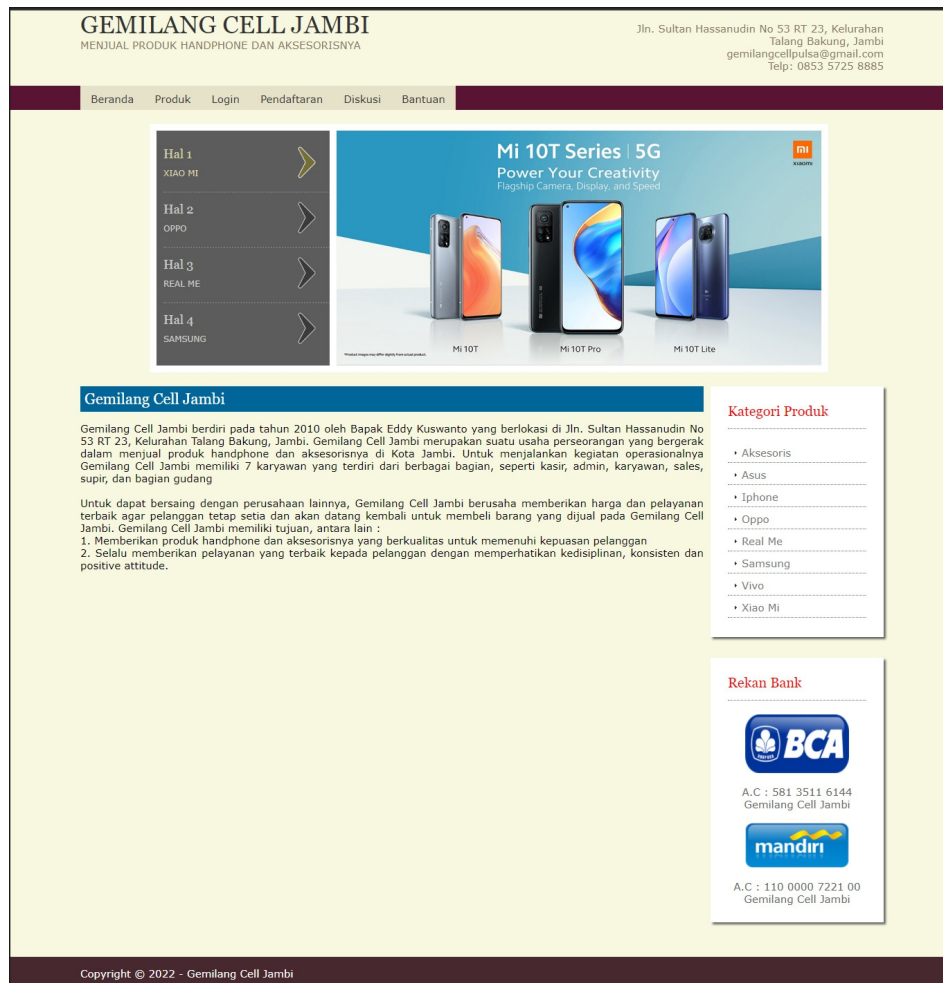 GEMILANG CELL JAMBI
MENJUAL PRODUK HANDPHONE DAN AKSESORISNYA
Jln. Sultan Hassanudin No 53 RT 23, Kelurahan
Talang Bakung, Jambi
gemilangcellpulsa@gmail.com
Telp: 0853 5725 8885
Beranda Produk Login Pendaftaran Diskusi Bantuan
Hal 1
XIAO MI
Hal 2
OPPO
Hal 3
REAL ME
Hal 4
SAMSUNG
Mi 10T Series | 5G
Power Your Creativity
Flagship Camera, Display, and Speed
mi
XIAOMI
Mi 10T
Mi 10T Pro
Mi 10T Lite
*Product images may differ slightly from actual product.
Gemilang Cell Jambi
Gemilang Cell Jambi berdiri pada tahun 2010 oleh Bapak Eddy Kuswanto yang berlokasi di Jln. Sultan Hassanudin No
53 RT 23, Kelurahan Talang Bakung, Jambi. Gemilang Cell Jambi merupakan suatu usaha perseorangan yang bergerak
dalam menjual produk handphone dan aksesorisnya di Kota Jambi. Untuk menjalankan kegiatan operasionalnya
Gemilang Cell Jambi memiliki 7 karyawan yang terdiri dari berbagai bagian, seperti kasir, admin, karyawan, sales,
supir, dan bagian gudang
Untuk dapat bersaing dengan perusahaan lainnya, Gemilang Cell Jambi berusaha memberikan harga dan pelayanan
terbaik agar pelanggan tetap setia dan akan datang kembali untuk membeli barang yang dijual pada Gemilang Cell
Jambi. Gemilang Cell Jambi memiliki tujuan, antara lain :
1. Memberikan produk handphone dan aksesorisnya yang berkualitas untuk memenuhi kepuasan pelanggan
2. Selalu memberikan pelayanan yang terbaik kepada pelanggan dengan memperhatikan kedisiplinan, konsisten dan
positive attitude.
Kategori Produk
Aksesoris
Asus
Iphone
Oppo
Real Me
Samsung
Vivo
Xiao Mi
Rekan Bank
BCA
A.C : 581 3511 6144
Gemilang Cell Jambi
mandiri
A.C : 110 0000 7221 00
Gemilang Cell Jambi
Copyright © 2022 - Gemilang Cell Jambi